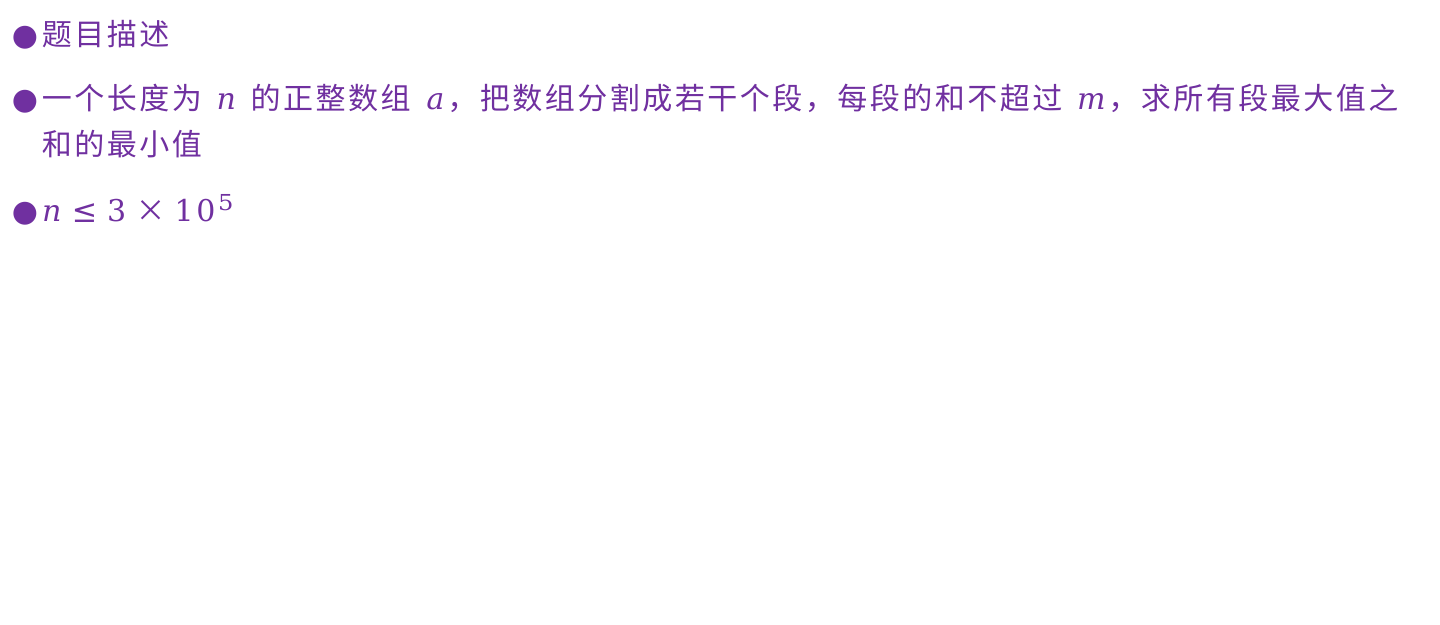 ●题目描述
●一个长度为 n 的正整数组 a，把数组分割成若干个段，每段的和不超过 m，求所有段最大值之
和的最小值
●n ≤ 3 × 10⁵